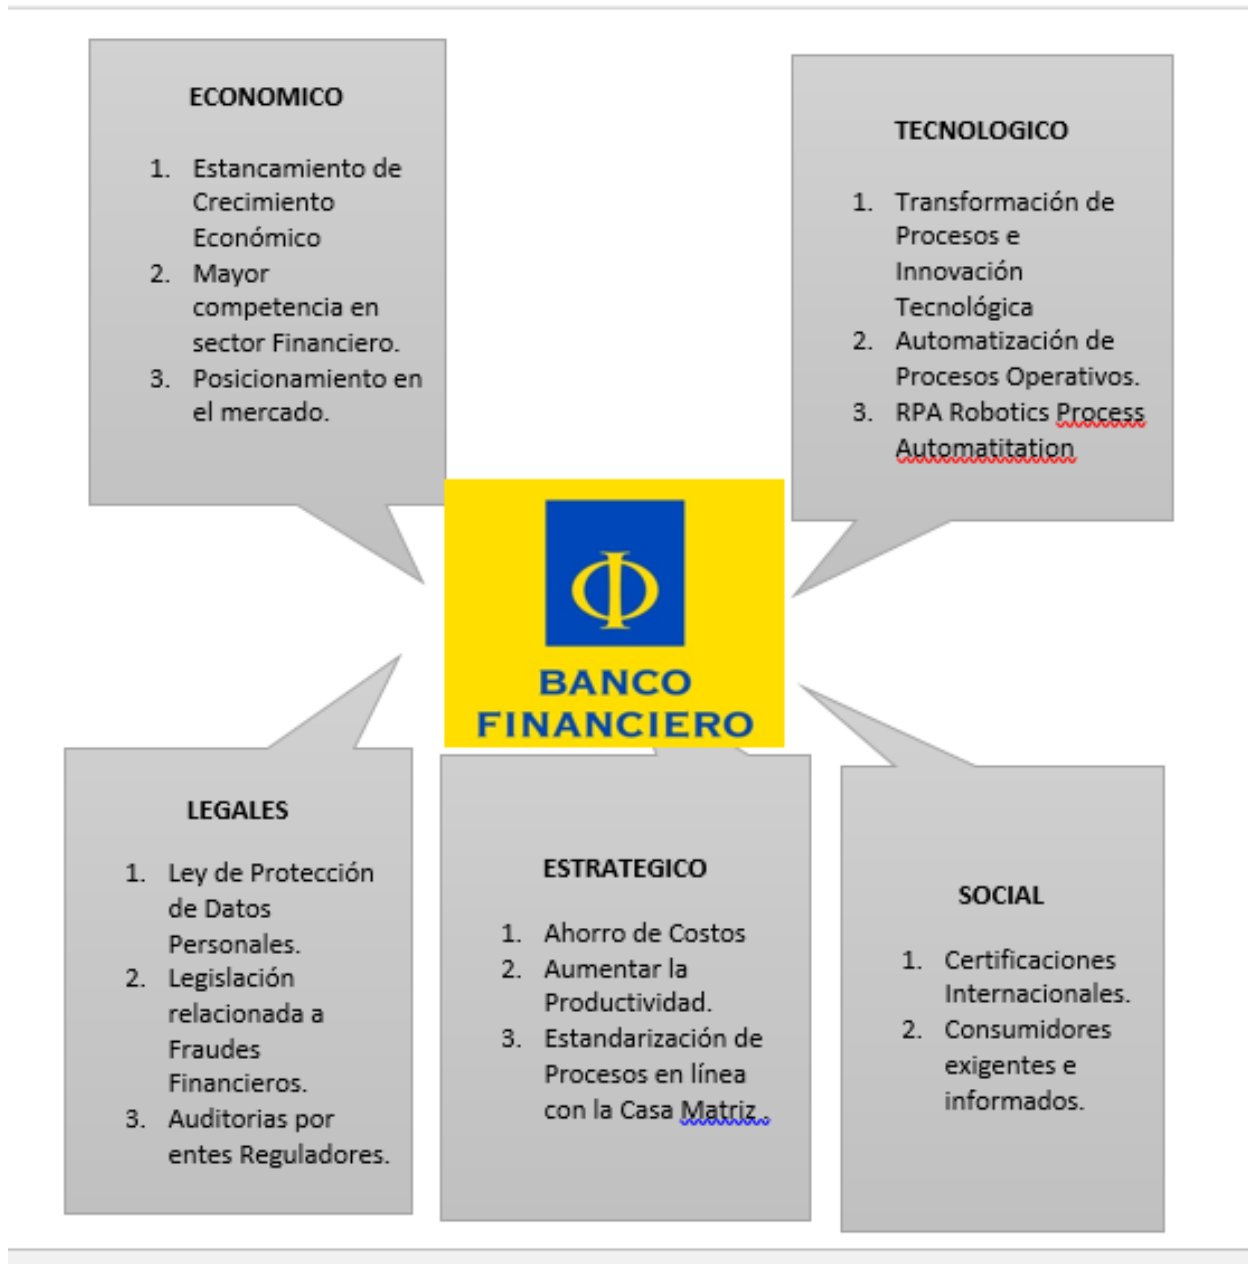 ECONOMICO
1. Estancamiento de
Crecimiento
Económico
2. Mayor
competencia en
sector Financiero.
3. Posicionamiento en
el mercado.
TECNOLOGICO
1. Transformación de
Procesos e
Innovación
Tecnológica
2. Automatización de
Procesos Operativos.
3. RPA Robotics Process
Automatitation
BANCO
FINANCIERO
LEGALES
1. Ley de Protección
de Datos
Personales.
2. Legislación
relacionada a
Fraudes
Financieros.
3. Auditorias por
entes Reguladores.
ESTRATEGICO
1. Ahorro de Costos
2. Aumentar la
Productividad.
3. Estandarización de
Procesos en línea
con la Casa Matriz .
SOCIAL
1. Certificaciones
Internacionales.
2. Consumidores
exigentes e
informados.